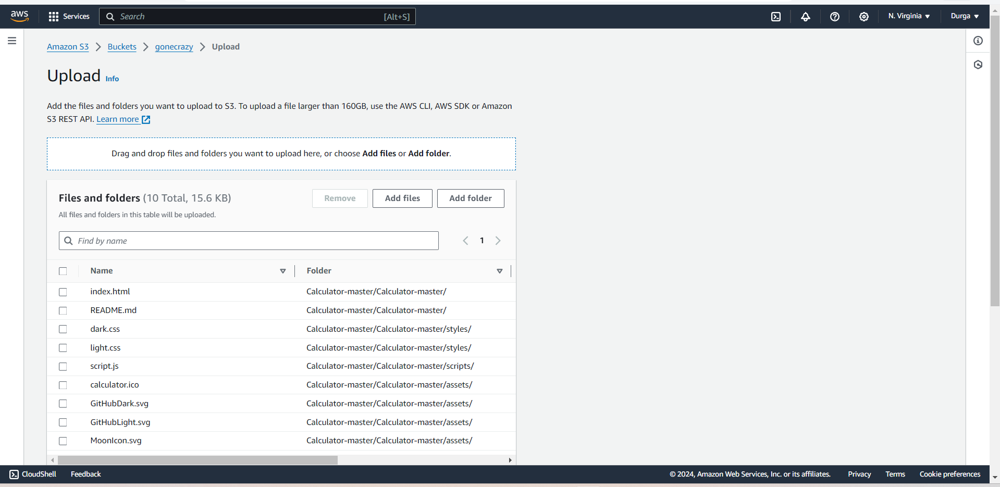 aws Services Search [Alt+S] N. Virginia Durga
Amazon S3 Buckets gonecrazy Upload
Upload Info
Add the files and folders you want to upload to S3. To upload a file larger than 160GB, use the AWS CLI, AWS SDK or Amazon
S3 REST API. Learn more
Drag and drop files and folders you want to upload here, or choose Add files or Add folder.
Files and folders (10 Total, 15.6 KB) Remove Add files Add folder
All files and folders in this table will be uploaded.
Find by name 1
Name Folder
index.html Calculator-master/Calculator-master/
README.md Calculator-master/Calculator-master/
dark.css Calculator-master/Calculator-master/styles/
light.css Calculator-master/Calculator-master/styles/
script.js Calculator-master/Calculator-master/scripts/
calculator.ico Calculator-master/Calculator-master/assets/
GitHubDark.svg Calculator-master/Calculator-master/assets/
GitHubLight.svg Calculator-master/Calculator-master/assets/
MoonIcon.svg Calculator-master/Calculator-master/assets/
CloudShell Feedback © 2024, Amazon Web Services, Inc. or its affiliates. Privacy Terms Cookie preferences